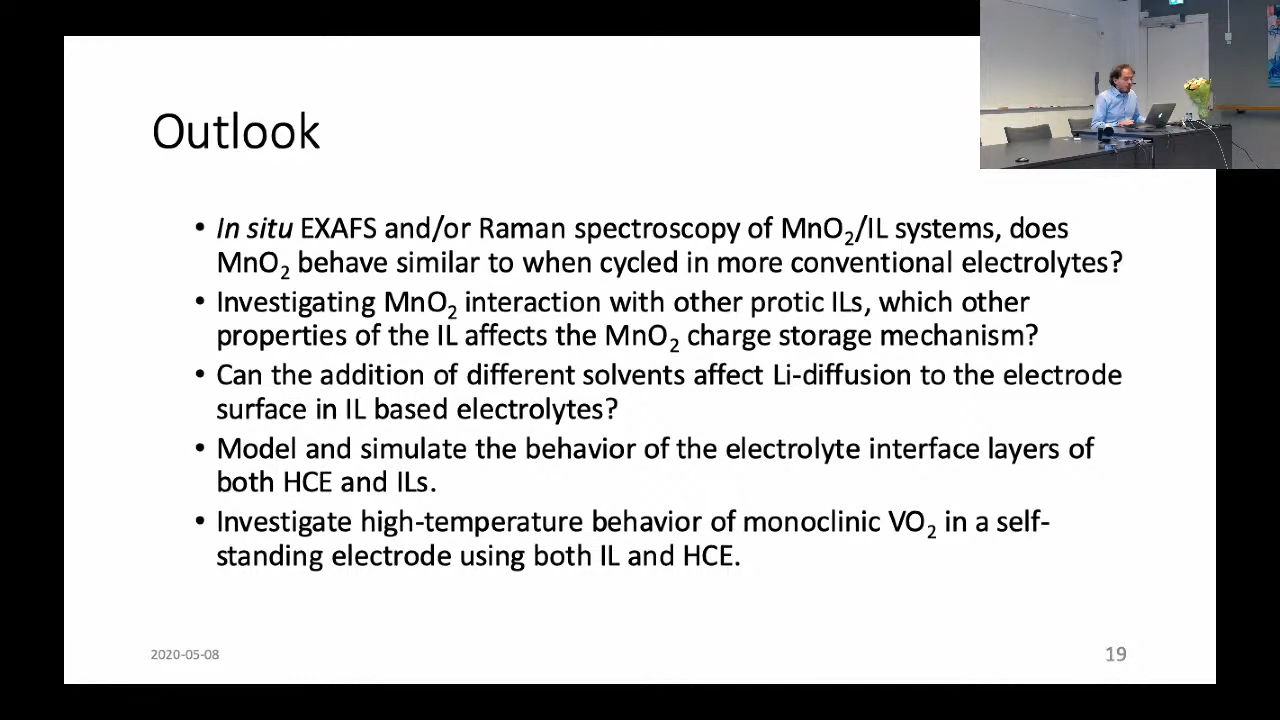 Outlook
• In situ EXAFS and/or Raman spectroscopy of MnO₂/IL systems, does
MnO₂ behave similar to when cycled in more conventional electrolytes?
• Investigating MnO₂ interaction with other protic ILs, which other
properties of the IL affects the MnO₂ charge storage mechanism?
• Can the addition of different solvents affect Li-diffusion to the electrode
surface in IL based electrolytes?
• Model and simulate the behavior of the electrolyte interface layers of
both HCE and ILs.
• Investigate high-temperature behavior of monoclinic VO₂ in a self-
standing electrode using both IL and HCE.
2020-05-08
19